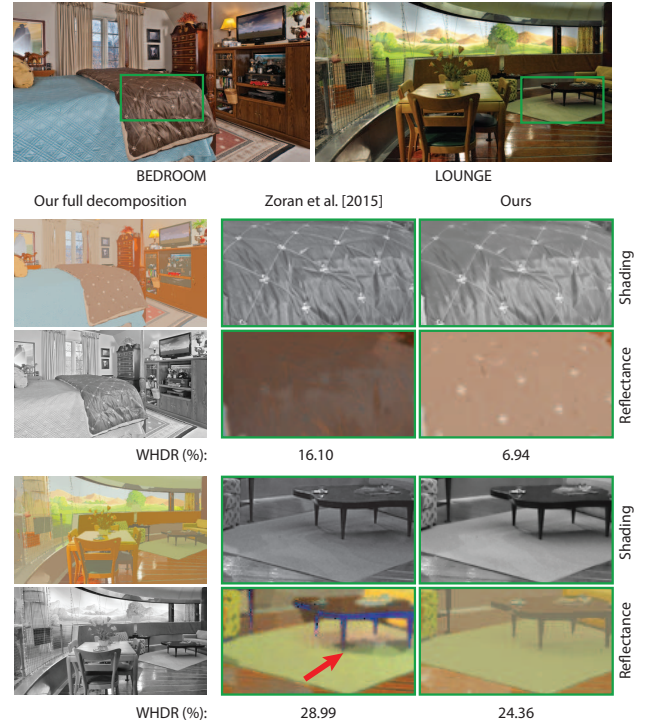 BEDROOM LOUNGE
Our full decomposition Zoran et al. [2015] Ours
Shading
Reflectance
WHDR (%): 16.10 6.94
Shading
Reflectance
WHDR (%): 28.99 24.36